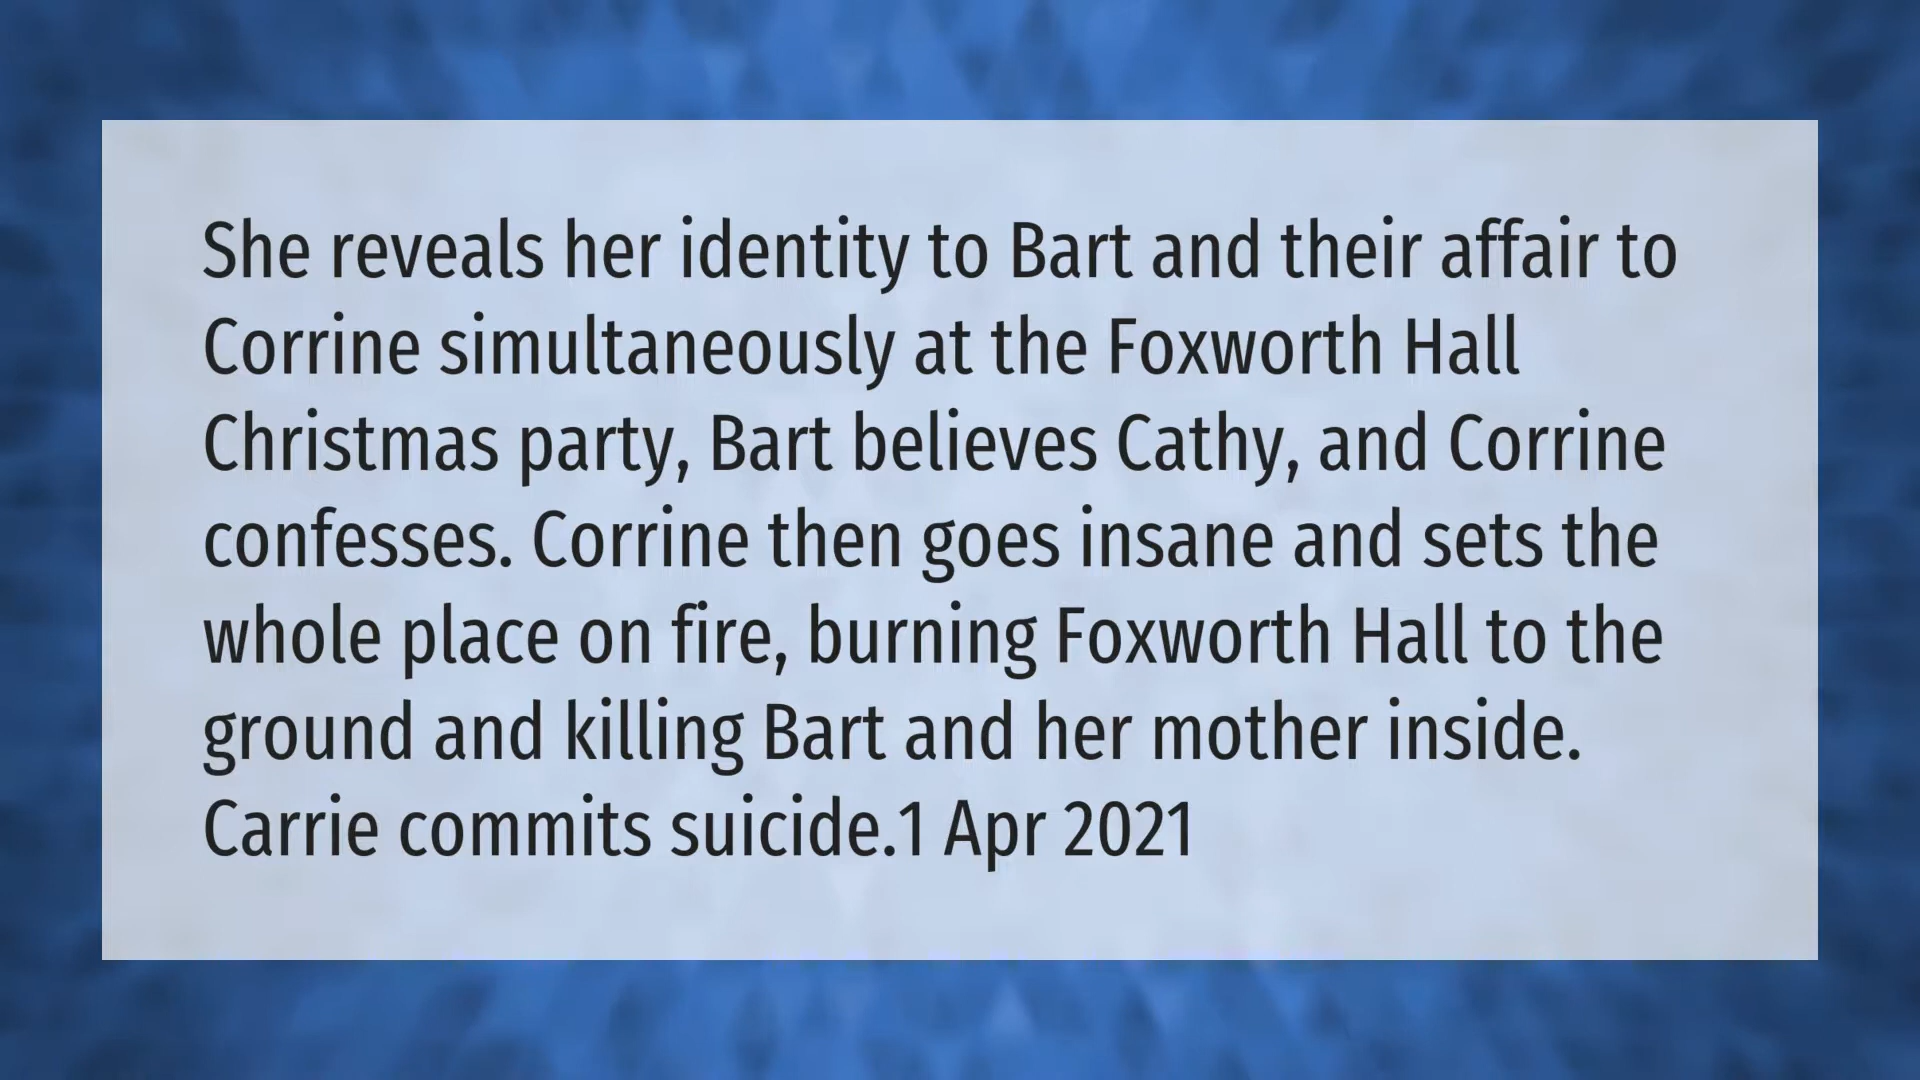 She reveals her identity to Bart and their affair to
Corrine simultaneously at the Foxworth Hall
Christmas party, Bart believes Cathy, and Corrine
confesses. Corrine then goes insane and sets the
whole place on fire, burning Foxworth Hall to the
ground and killing Bart and her mother inside.
Carrie commits suicide.1 Apr 2021